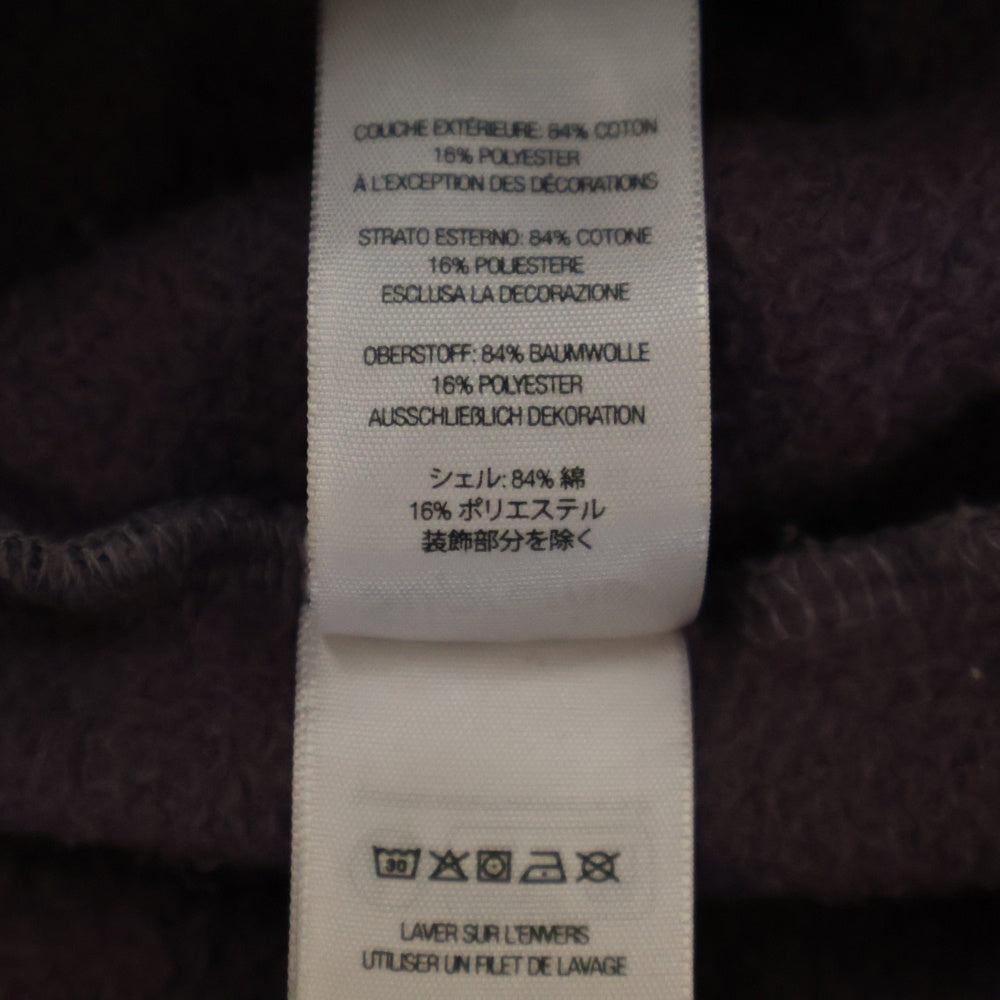 COUCHE EXTÉRIEURE: 84% COTON
16% POLYESTER
À L'EXCEPTION DES DÉCORATIONS
STRATO ESTERNO: 84% COTONE
16% POLIESTERE
ESCLUSA LA DECORAZIONE
OBERSTOFF: 84% BAUMWOLLE
16% POLYESTER
AUSSCHLIEßLICH DEKORATION
シェル: 84% 綿
16% ポリエステル
装飾部分を除く
30
LAVER SUR L'ENVERS
UTILISER UN FILET DE LAVAGE